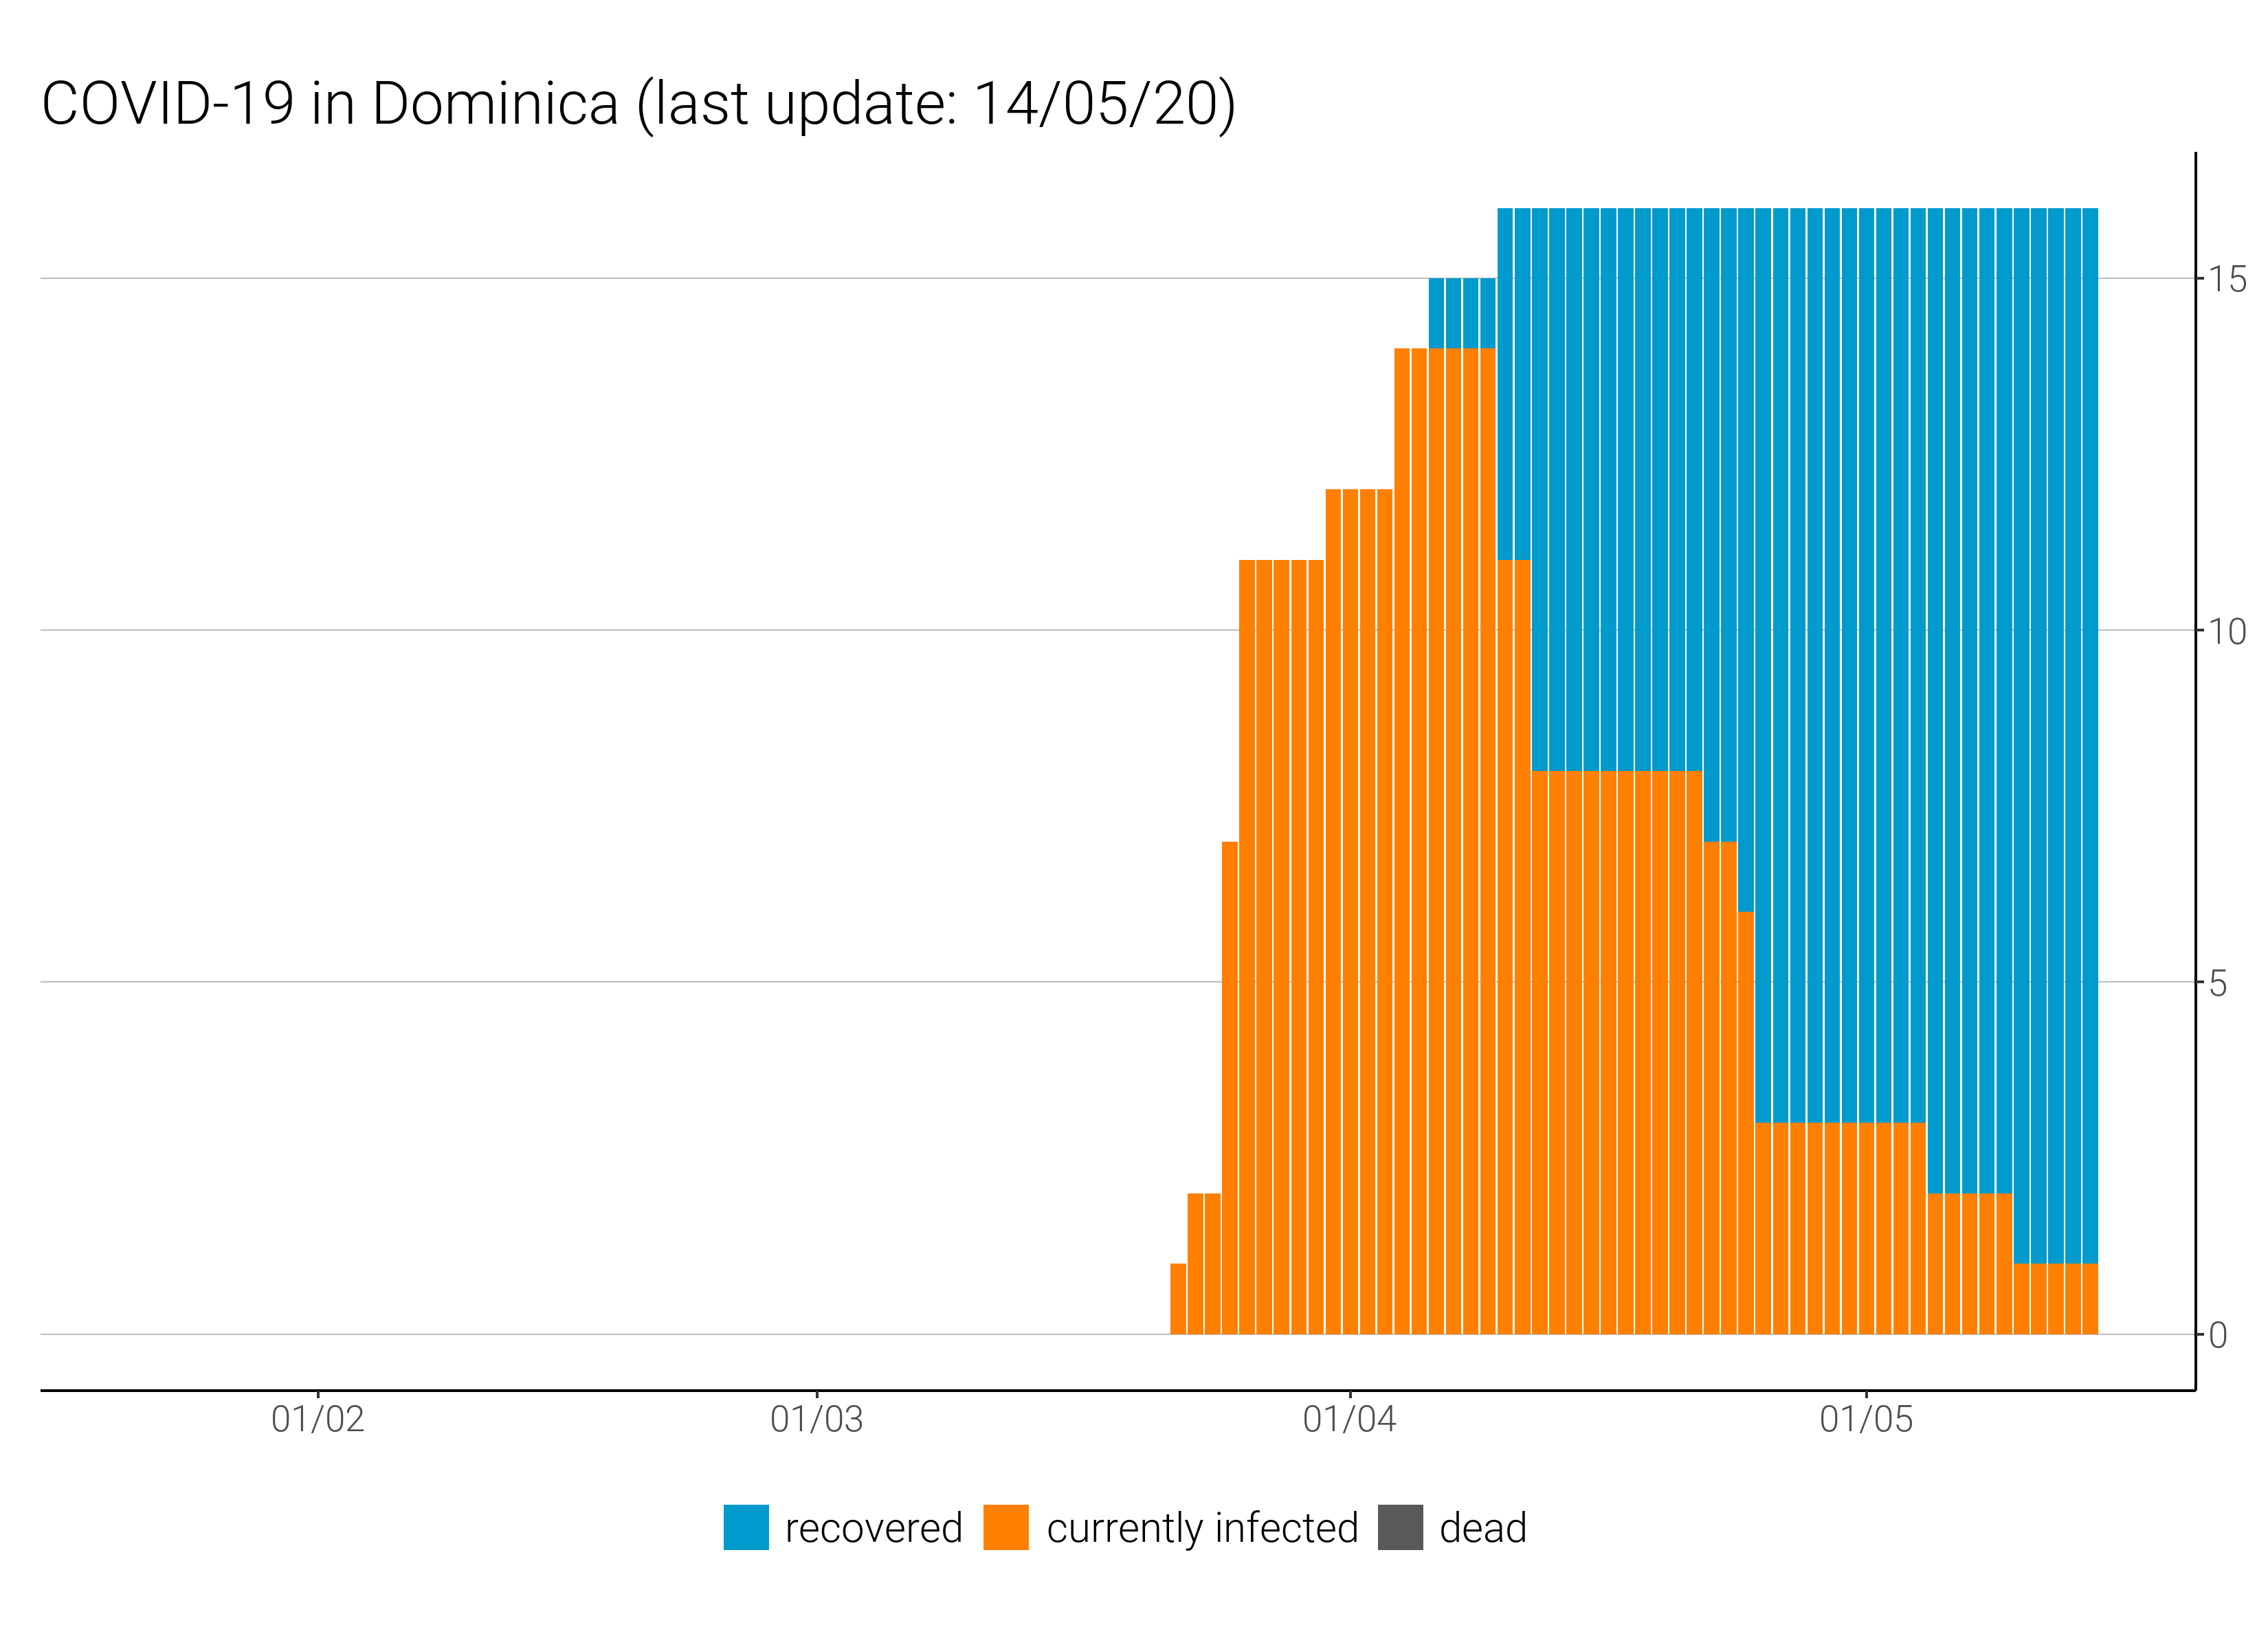 COVID-19 in Dominica (last update: 14/05/20)
15
10
5
0
01/02 01/03 01/04 01/05
recovered currently infected dead